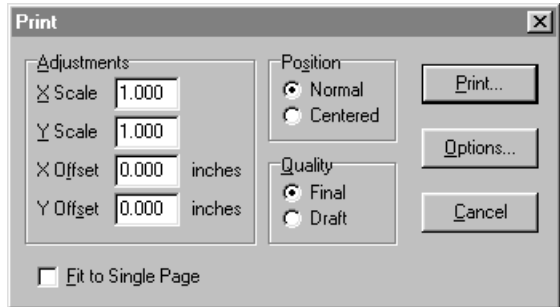 Print
Adjustments
X Scale 1.000
Y Scale 1.000
X Offset 0.000 inches
Y Offset 0.000 inches
Position
Normal
Centered
Quality
Final
Draft
Print...
Options...
Cancel
Fit to Single Page